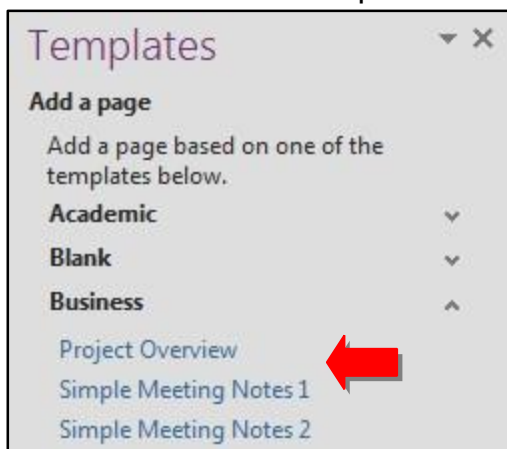 Templates
Add a page
Add a page based on one of the
templates below.
Academic
Blank
Business
Project Overview
Simple Meeting Notes 1
Simple Meeting Notes 2